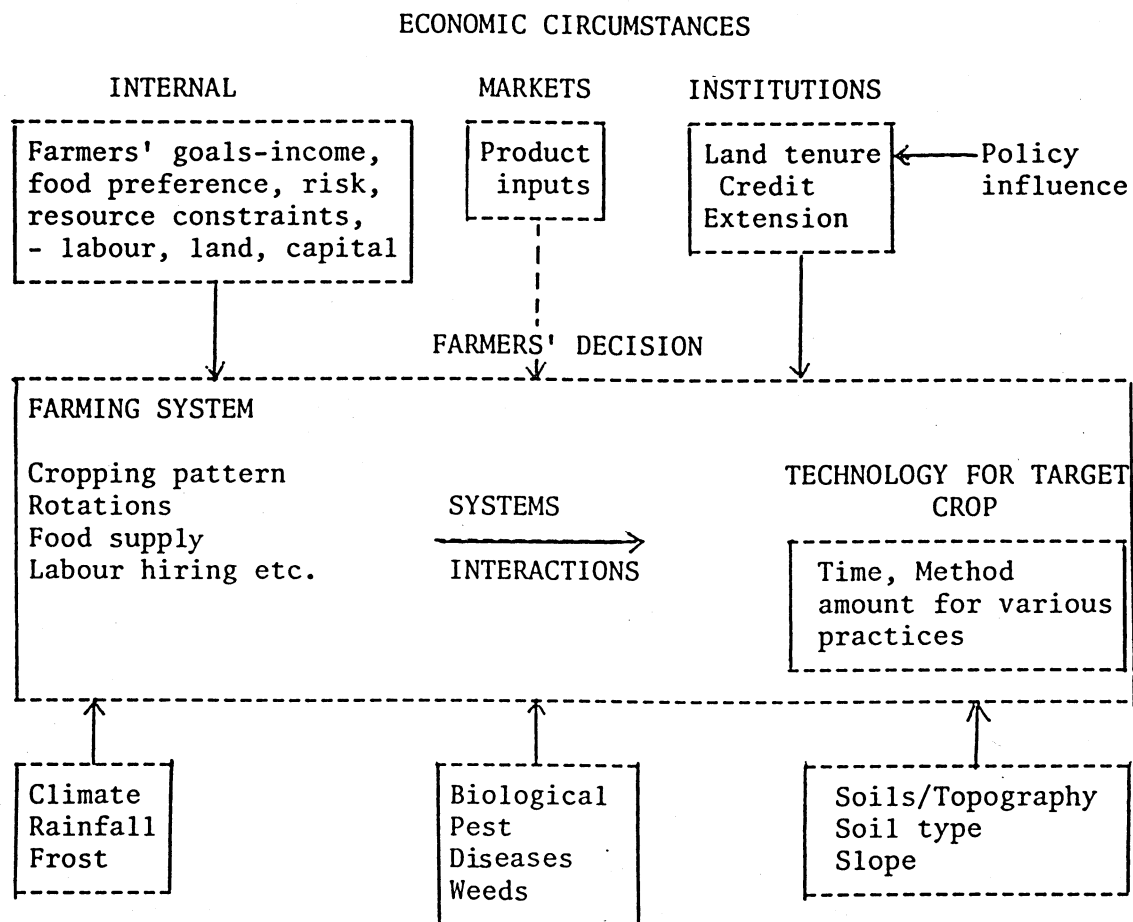 ECONOMIC CIRCUMSTANCES
INTERNAL
Farmers' goals-income,
food preference, risk,
resource constraints,
- labour, land, capital
MARKETS
Product
inputs
INSTITUTIONS
Land tenure
Credit
Extension
Policy
influence
FARMERS' DECISION
FARMING SYSTEM
Cropping pattern
Rotations
Food supply
Labour hiring etc.
SYSTEMS
INTERACTIONS
TECHNOLOGY FOR TARGET
CROP
Time, Method
amount for various
practices
Climate
Rainfall
Frost
Biological
Pest
Diseases
Weeds
Soils/Topography
Soil type
Slope